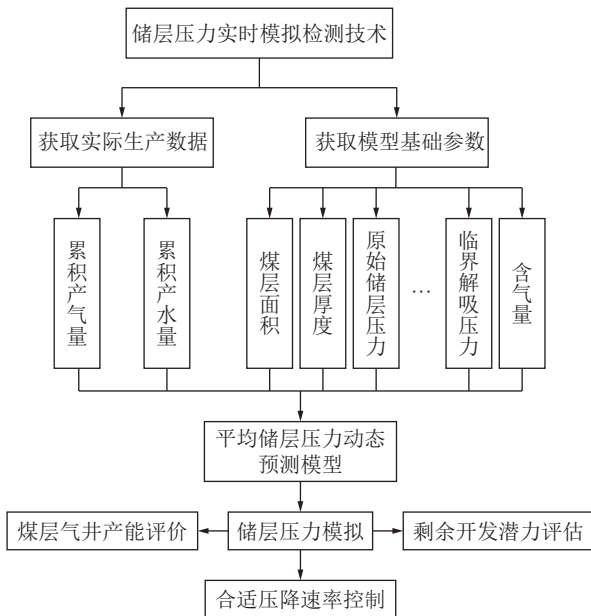 储层压力实时模拟检测技术
获取实际生产数据
获取模型基础参数
累积产气量
累积产水量
煤层面积
煤层厚度
原始储层压力
…
临界解吸压力
含气量
平均储层压力动态
预测模型
煤层气井产能评价
储层压力模拟
剩余开发潜力评估
合适压降速率控制